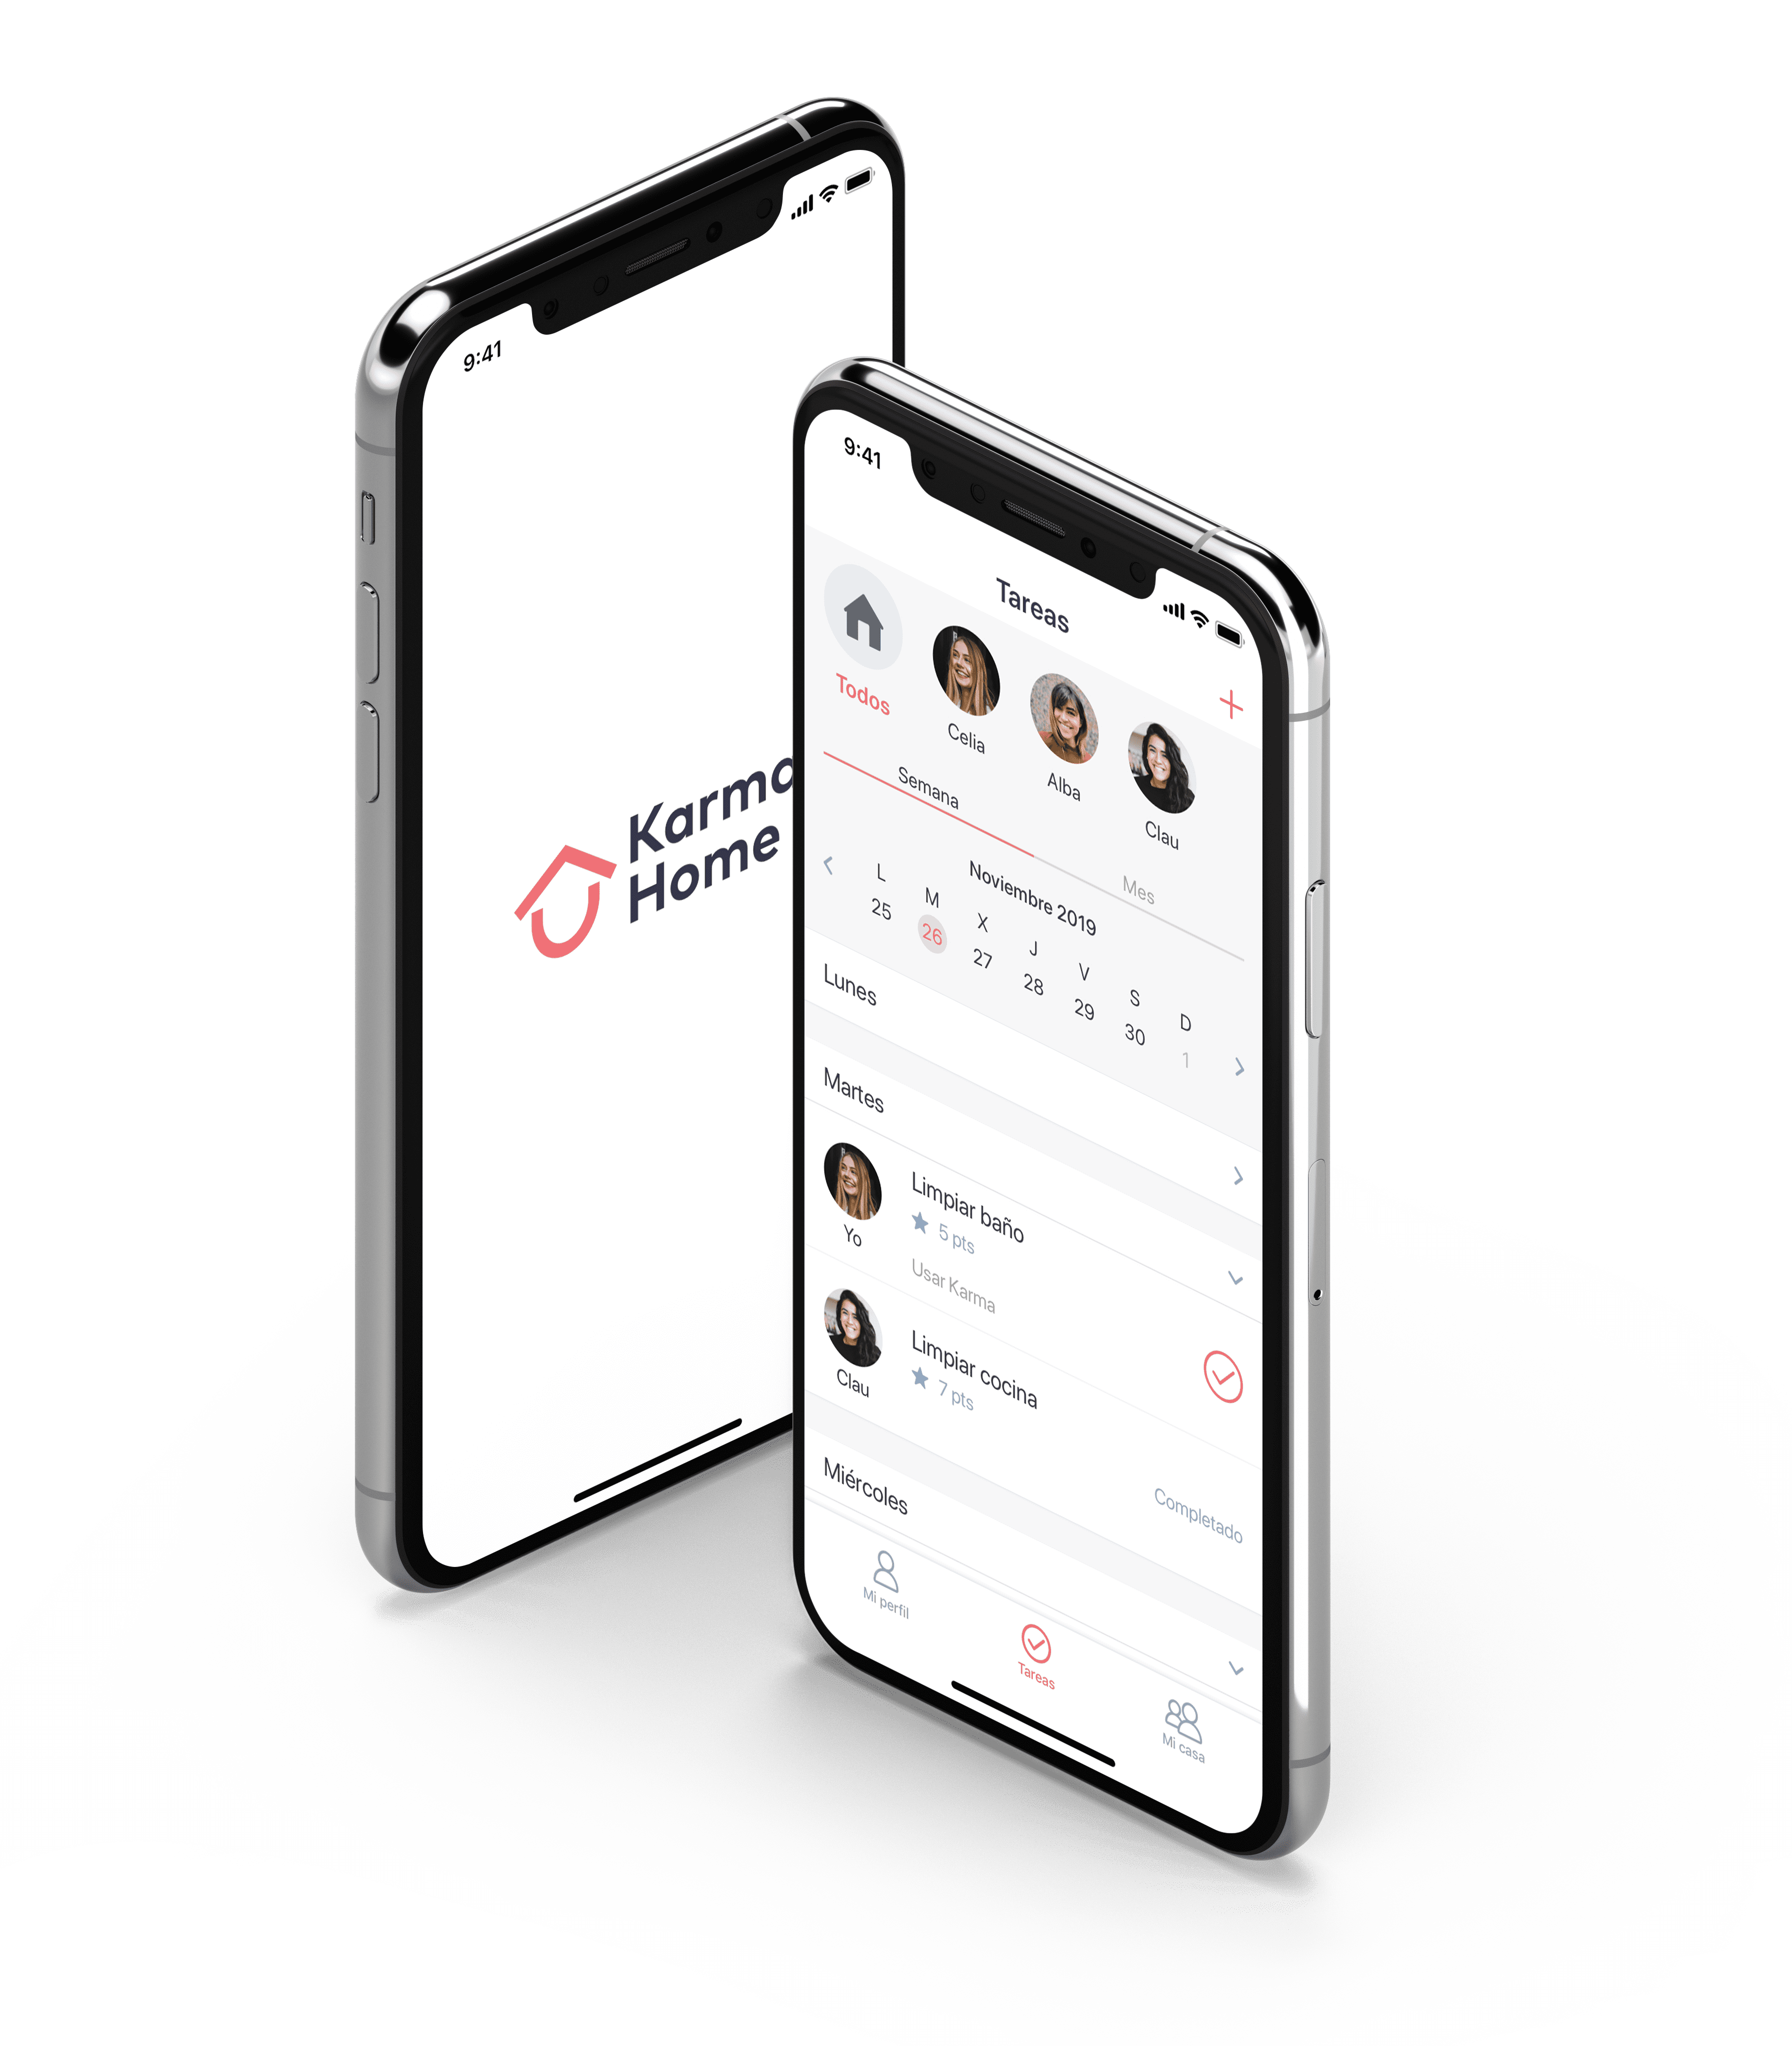 9:41
Karma
Home
9:41
Tareas
Todos
Celia
Alba
Clau
Semana
Mes
Noviembre 2019
L M X J V S D
25 26 27 28 29 30 1
Lunes
Martes
Yo
Limpiar baño
5 pts
Usar Karma
Clau
Limpiar cocina
7 pts
Completado
Miércoles
Mi perfil
Tareas
Mi casa